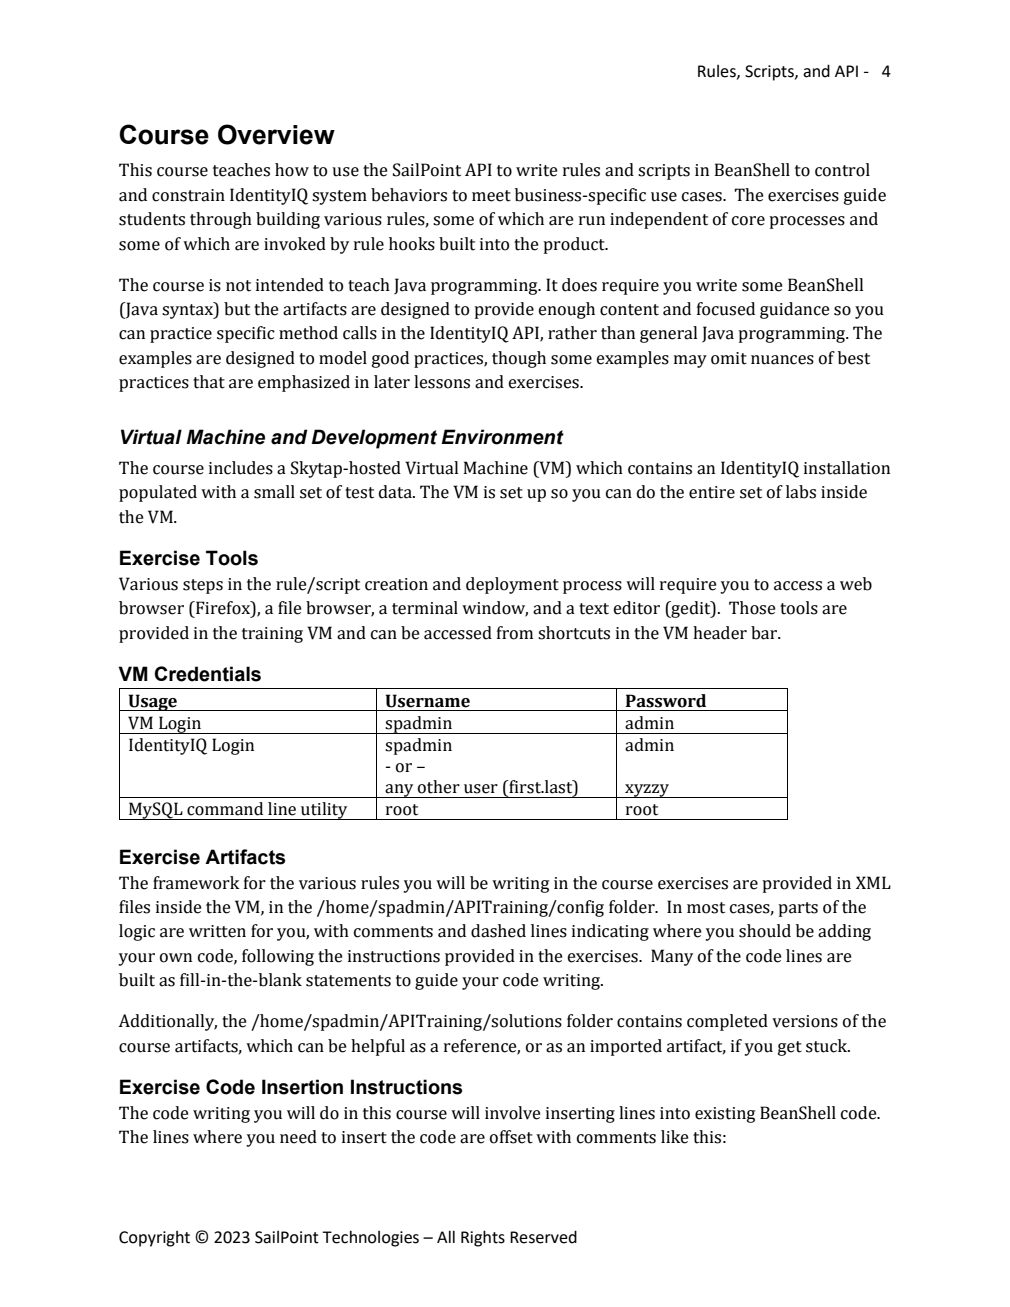 Rules, Scripts, and API - 4
Course Overview
This course teaches how to use the SailPoint API to write rules and scripts in BeanShell to control
and constrain IdentityIQ system behaviors to meet business-specific use cases. The exercises guide
students through building various rules, some of which are run independent of core processes and
some of which are invoked by rule hooks built into the product.
The course is not intended to teach Java programming. It does require you write some BeanShell
(Java syntax) but the artifacts are designed to provide enough content and focused guidance so you
can practice specific method calls in the IdentityIQ API, rather than general Java programming. The
examples are designed to model good practices, though some examples may omit nuances of best
practices that are emphasized in later lessons and exercises.
Virtual Machine and Development Environment
The course includes a Skytap-hosted Virtual Machine (VM) which contains an IdentityIQ installation
populated with a small set of test data. The VM is set up so you can do the entire set of labs inside
the VM.
Exercise Tools
Various steps in the rule/script creation and deployment process will require you to access a web
browser (Firefox), a file browser, a terminal window, and a text editor (gedit). Those tools are
provided in the training VM and can be accessed from shortcuts in the VM header bar.
VM Credentials
Usage Username Password
VM Login spadmin admin
IdentityIQ Login spadmin admin
- or –
any other user (first.last) xyzzy
MySQL command line utility root root
Exercise Artifacts
The framework for the various rules you will be writing in the course exercises are provided in XML
files inside the VM, in the /home/spadmin/APITraining/config folder. In most cases, parts of the
logic are written for you, with comments and dashed lines indicating where you should be adding
your own code, following the instructions provided in the exercises. Many of the code lines are
built as fill-in-the-blank statements to guide your code writing.
Additionally, the /home/spadmin/APITraining/solutions folder contains completed versions of the
course artifacts, which can be helpful as a reference, or as an imported artifact, if you get stuck.
Exercise Code Insertion Instructions
The code writing you will do in this course will involve inserting lines into existing BeanShell code.
The lines where you need to insert the code are offset with comments like this:
Copyright © 2023 SailPoint Technologies – All Rights Reserved